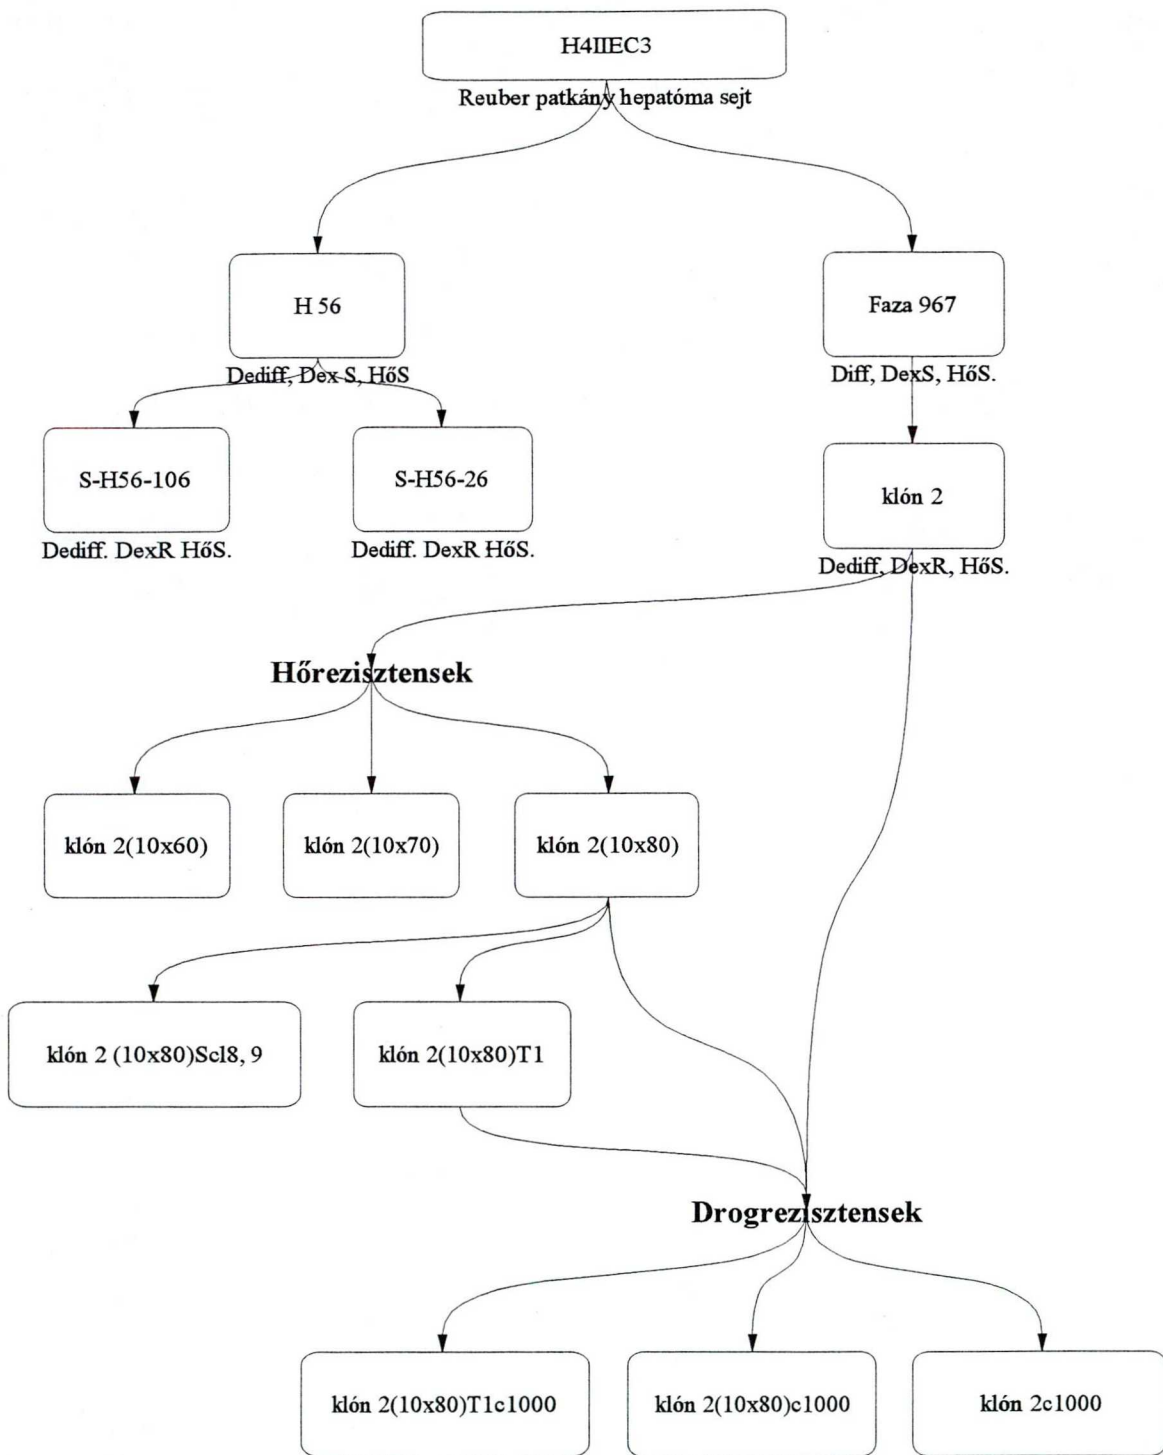 H4IIEC3
Reuber patkány hepatóma sejt
H 56
Faza 967
Dediff, Dex S, HőS
Diff, DexS, HőS.
S-H56-106
S-H56-26
klón 2
Dediff. DexR HőS.
Dediff. DexR HőS.
Dediff, DexR, HőS.
Hőrezisztensek
klón 2(10x60)
klón 2(10x70)
klón 2(10x80)
klón 2 (10x80)Scl8, 9
klón 2(10x80)T1
Drogrezisztensek
klón 2(10x80)T1c1000
klón 2(10x80)c1000
klón 2c1000